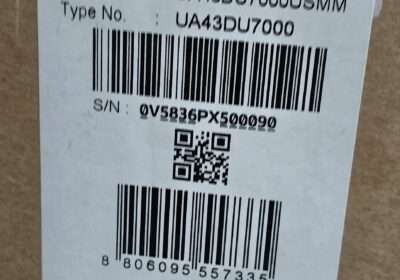 Type No. : UA43DU7000
S/N : 0V5836PX500090
8 806095 557335